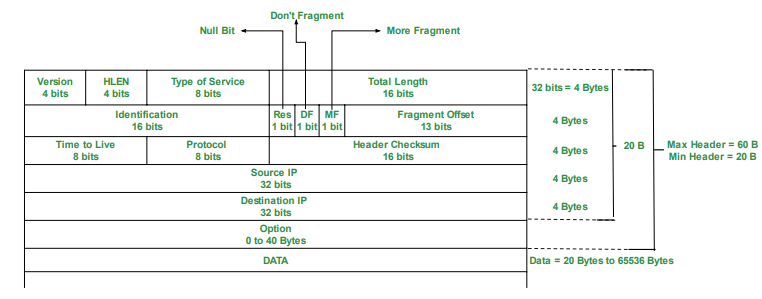 Don't Fragment
Null Bit
More Fragment
Version
4 bits
HLEN
4 bits
Type of Service
8 bits
Total Length
16 bits
32 bits = 4 Bytes
Identification
16 bits
Res
1 bit
DF
1 bit
MF
1 bit
Fragment Offset
13 bits
4 Bytes
Time to Live
8 bits
Protocol
8 bits
Header Checksum
16 bits
4 Bytes
20 B
Max Header = 60 B
Min Header = 20 B
Source IP
32 bits
4 Bytes
Destination IP
32 bits
4 Bytes
Option
0 to 40 Bytes
DATA
Data = 20 Bytes to 65536 Bytes